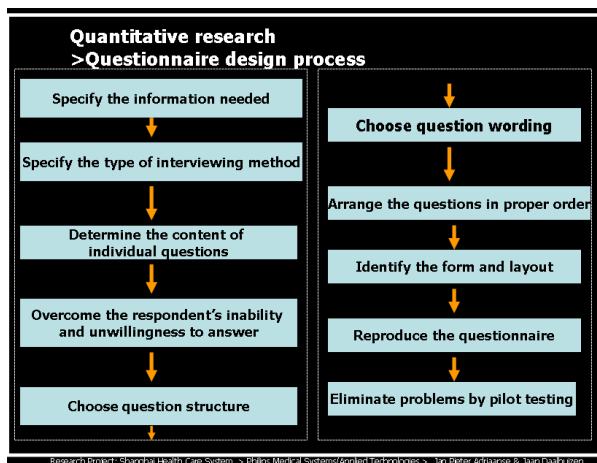 Quantitative research
>Questionnaire design process
Specify the information needed
Specify the type of interviewing method
Determine the content of
individual questions
Overcome the respondent's inability
and unwillingness to answer
Choose question structure
Choose question wording
Arrange the questions in proper order
Identify the form and layout
Reproduce the questionnaire
Eliminate problems by pilot testing
Research Project: Shanghai Health Care System > Philips Medical Systems/Applied Technologies > Jan Pieter Adriaanse & Jaap Daalhuizen